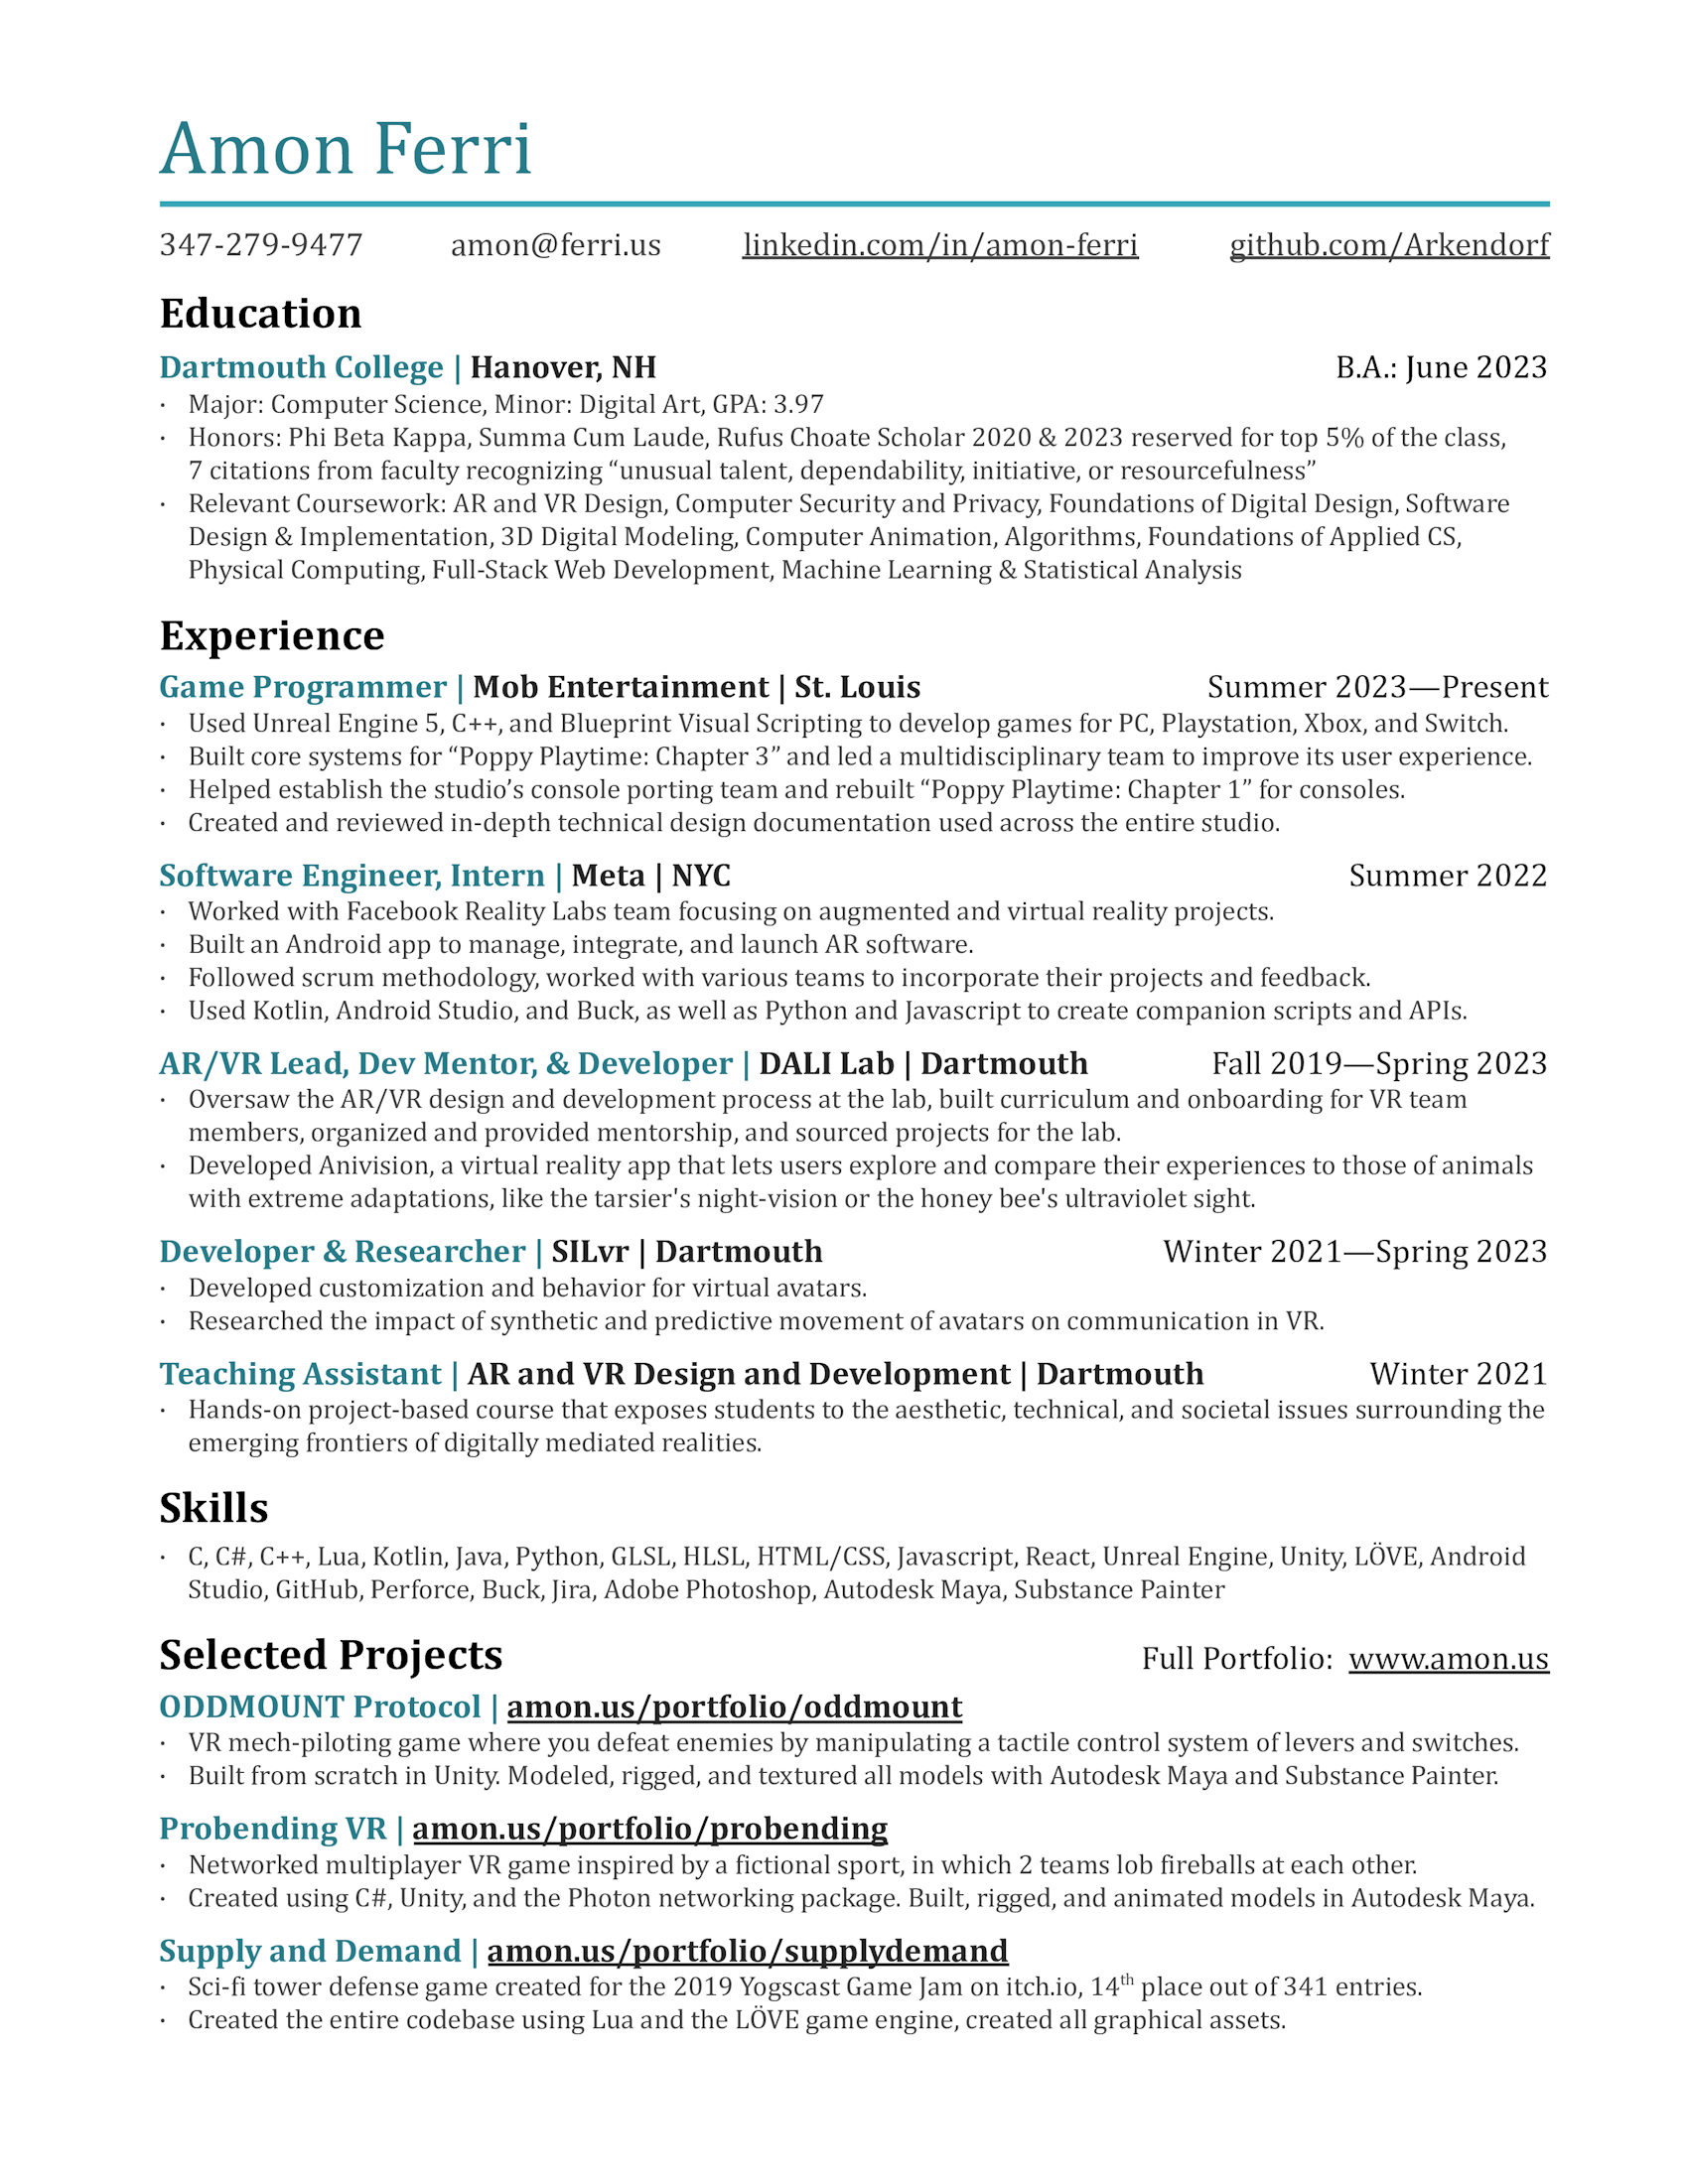 Amon Ferri
347-279-9477 amon@ferri.us linkedin.com/in/amon-ferri github.com/Arkendorf
Education
Dartmouth College | Hanover, NH B.A.: June 2023
· Major: Computer Science, Minor: Digital Art, GPA: 3.97
· Honors: Phi Beta Kappa, Summa Cum Laude, Rufus Choate Scholar 2020 & 2023 reserved for top 5% of the class,
7 citations from faculty recognizing “unusual talent, dependability, initiative, or resourcefulness”
· Relevant Coursework: AR and VR Design, Computer Security and Privacy, Foundations of Digital Design, Software
Design & Implementation, 3D Digital Modeling, Computer Animation, Algorithms, Foundations of Applied CS,
Physical Computing, Full-Stack Web Development, Machine Learning & Statistical Analysis
Experience
Game Programmer | Mob Entertainment | St. Louis Summer 2023—Present
· Used Unreal Engine 5, C++, and Blueprint Visual Scripting to develop games for PC, Playstation, Xbox, and Switch.
· Built core systems for “Poppy Playtime: Chapter 3” and led a multidisciplinary team to improve its user experience.
· Helped establish the studio’s console porting team and rebuilt “Poppy Playtime: Chapter 1” for consoles.
· Created and reviewed in-depth technical design documentation used across the entire studio.
Software Engineer, Intern | Meta | NYC Summer 2022
· Worked with Facebook Reality Labs team focusing on augmented and virtual reality projects.
· Built an Android app to manage, integrate, and launch AR software.
· Followed scrum methodology, worked with various teams to incorporate their projects and feedback.
· Used Kotlin, Android Studio, and Buck, as well as Python and Javascript to create companion scripts and APIs.
AR/VR Lead, Dev Mentor, & Developer | DALI Lab | Dartmouth Fall 2019—Spring 2023
· Oversaw the AR/VR design and development process at the lab, built curriculum and onboarding for VR team
members, organized and provided mentorship, and sourced projects for the lab.
· Developed Anivision, a virtual reality app that lets users explore and compare their experiences to those of animals
with extreme adaptations, like the tarsier's night-vision or the honey bee's ultraviolet sight.
Developer & Researcher | SILvr | Dartmouth Winter 2021—Spring 2023
· Developed customization and behavior for virtual avatars.
· Researched the impact of synthetic and predictive movement of avatars on communication in VR.
Teaching Assistant | AR and VR Design and Development | Dartmouth Winter 2021
· Hands-on project-based course that exposes students to the aesthetic, technical, and societal issues surrounding the
emerging frontiers of digitally mediated realities.
Skills
· C, C#, C++, Lua, Kotlin, Java, Python, GLSL, HLSL, HTML/CSS, Javascript, React, Unreal Engine, Unity, LÖVE, Android
Studio, GitHub, Perforce, Buck, Jira, Adobe Photoshop, Autodesk Maya, Substance Painter
Selected Projects Full Portfolio: www.amon.us
ODDMOUNT Protocol | amon.us/portfolio/oddmount
· VR mech-piloting game where you defeat enemies by manipulating a tactile control system of levers and switches.
· Built from scratch in Unity. Modeled, rigged, and textured all models with Autodesk Maya and Substance Painter.
Probending VR | amon.us/portfolio/probending
· Networked multiplayer VR game inspired by a fictional sport, in which 2 teams lob fireballs at each other.
· Created using C#, Unity, and the Photon networking package. Built, rigged, and animated models in Autodesk Maya.
Supply and Demand | amon.us/portfolio/supplydemand
· Sci-fi tower defense game created for the 2019 Yogscast Game Jam on itch.io, 14th place out of 341 entries.
· Created the entire codebase using Lua and the LÖVE game engine, created all graphical assets.